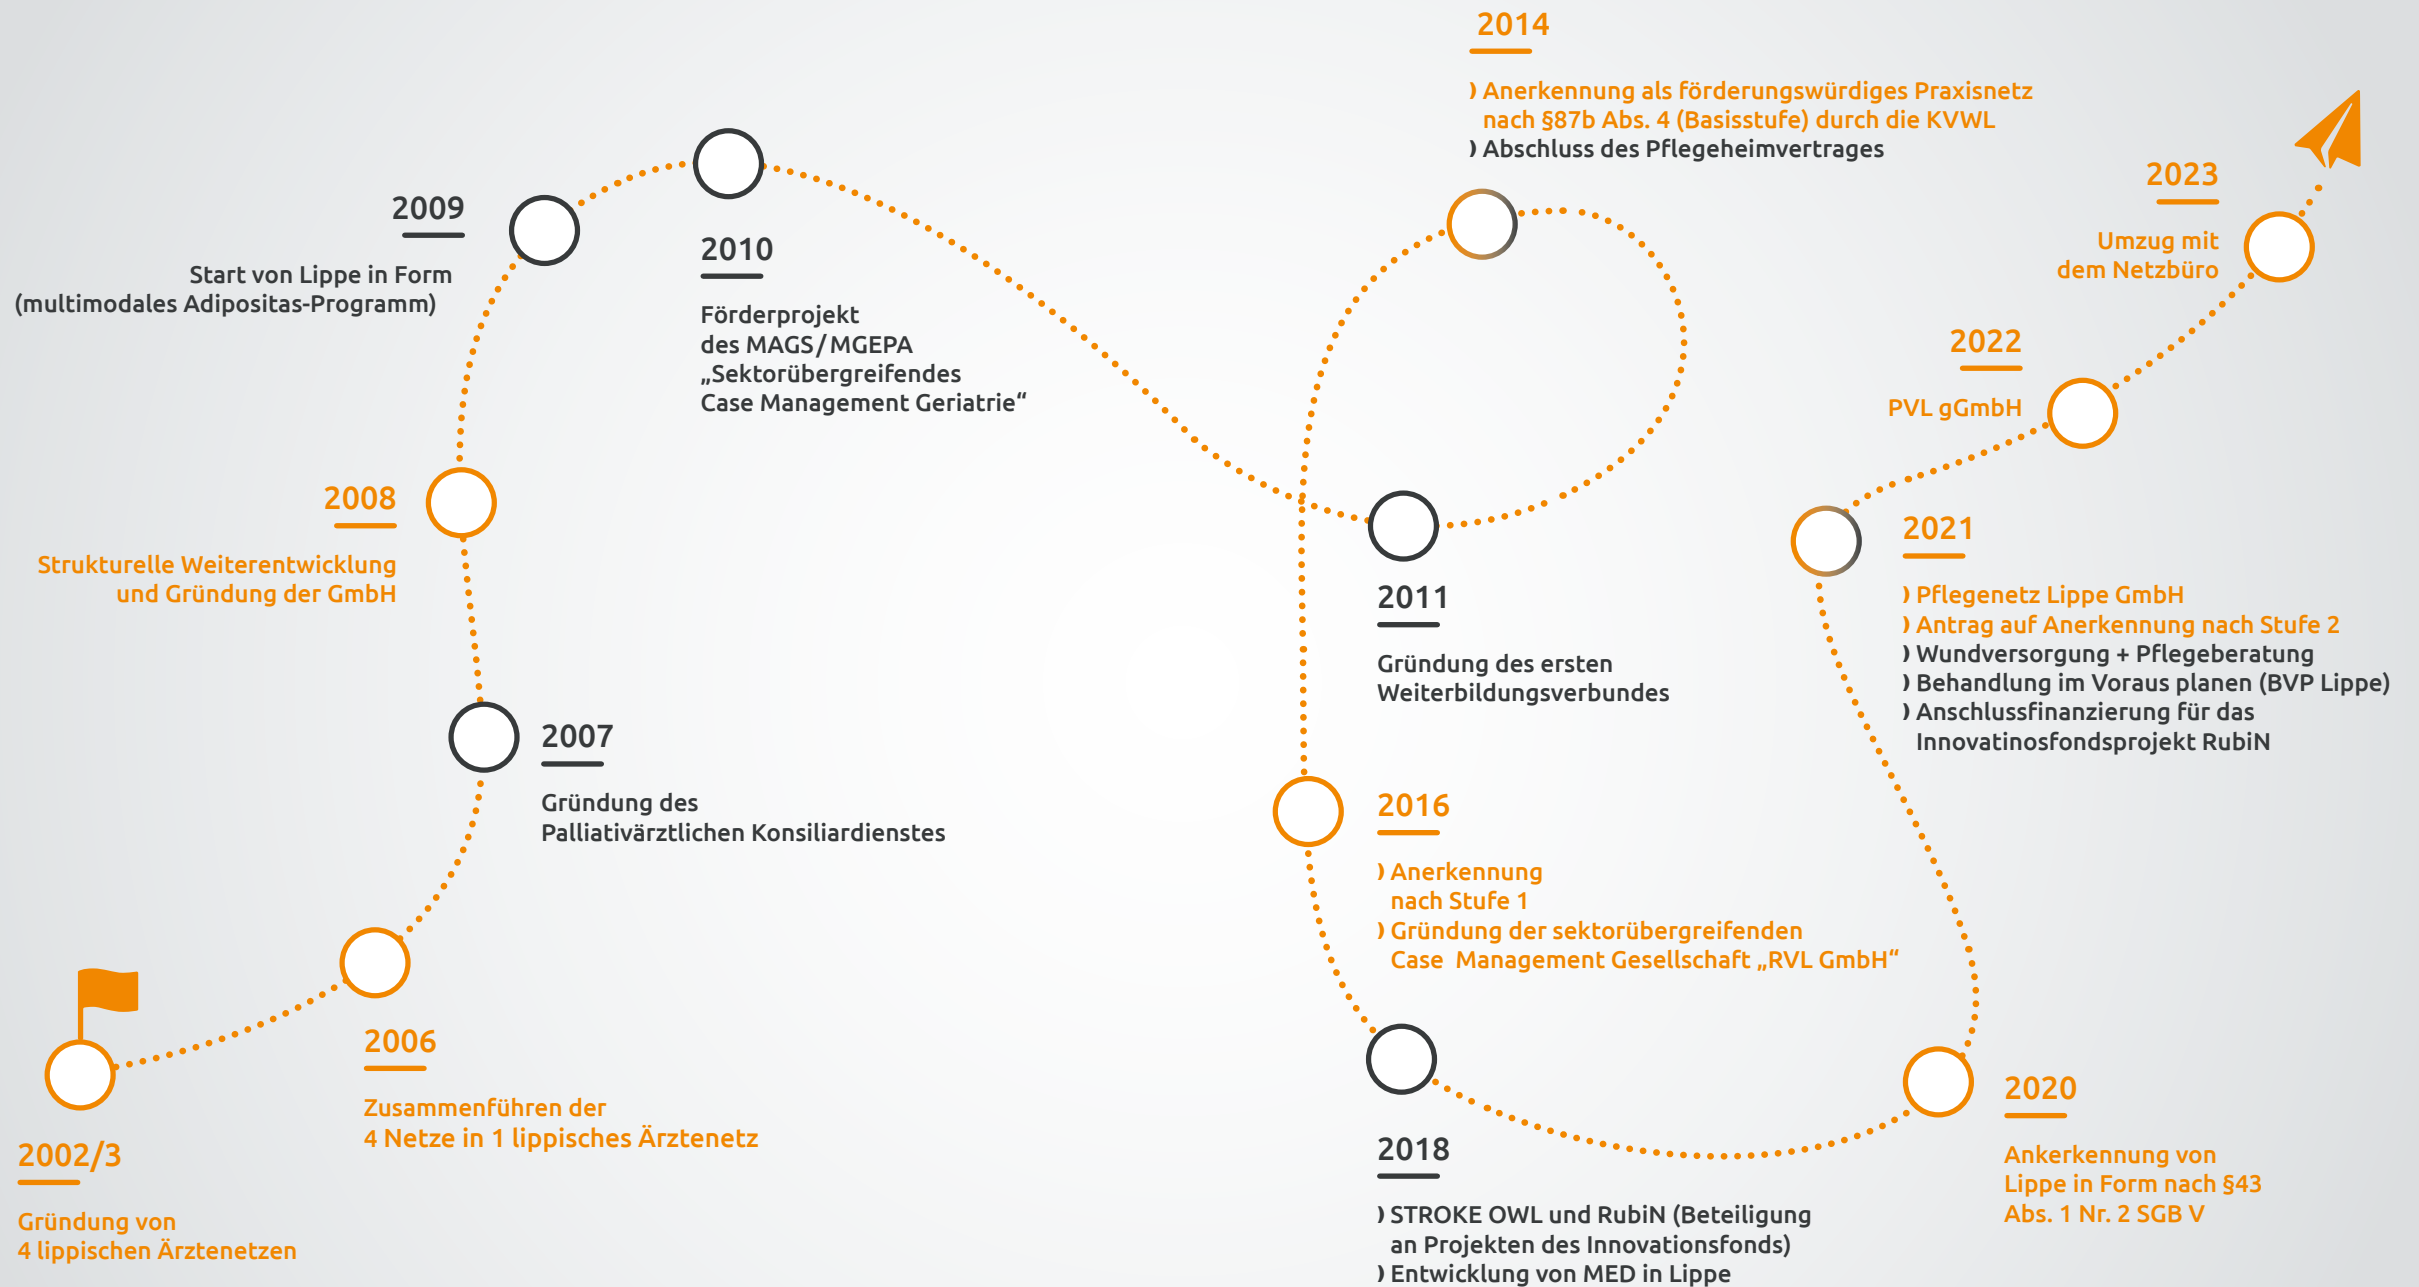 2002/3
Gründung von
4 lippischen Ärztenetzen
2006
Zusammenführen der
4 Netze in 1 lippisches Ärztenetz
2007
Gründung des
Palliativärztlichen Konsiliardienstes
2008
Strukturelle Weiterentwicklung
und Gründung der GmbH
2009
Start von Lippe in Form
(multimodales Adipositas-Programm)
2010
Förderprojekt
des MAGS/MGEPA
„Sektorübergreifendes
Case Management Geriatrie“
2011
Gründung des ersten
Weiterbildungsverbundes
2014
❩ Anerkennung als förderungswürdiges Praxisnetz
nach §87b Abs. 4 (Basisstufe) durch die KVWL
❩ Abschluss des Pflegeheimvertrages
2016
❩ Anerkennung
nach Stufe 1
❩ Gründung der sektorübergreifenden
Case Management Gesellschaft „RVL GmbH“
2018
❩ STROKE OWL und RubiN (Beteiligung
an Projekten des Innovationsfonds)
❩ Entwicklung von MED in Lippe
2020
Ankerkennung von
Lippe in Form nach §43
Abs. 1 Nr. 2 SGB V
2021
❩ Pflegenetz Lippe GmbH
❩ Antrag auf Anerkennung nach Stufe 2
❩ Wundversorgung + Pflegeberatung
❩ Behandlung im Voraus planen (BVP Lippe)
❩ Anschlussfinanzierung für das
Innovatinosfondsprojekt RubiN
2022
PVL gGmbH
2023
Umzug mit
dem Netzbüro